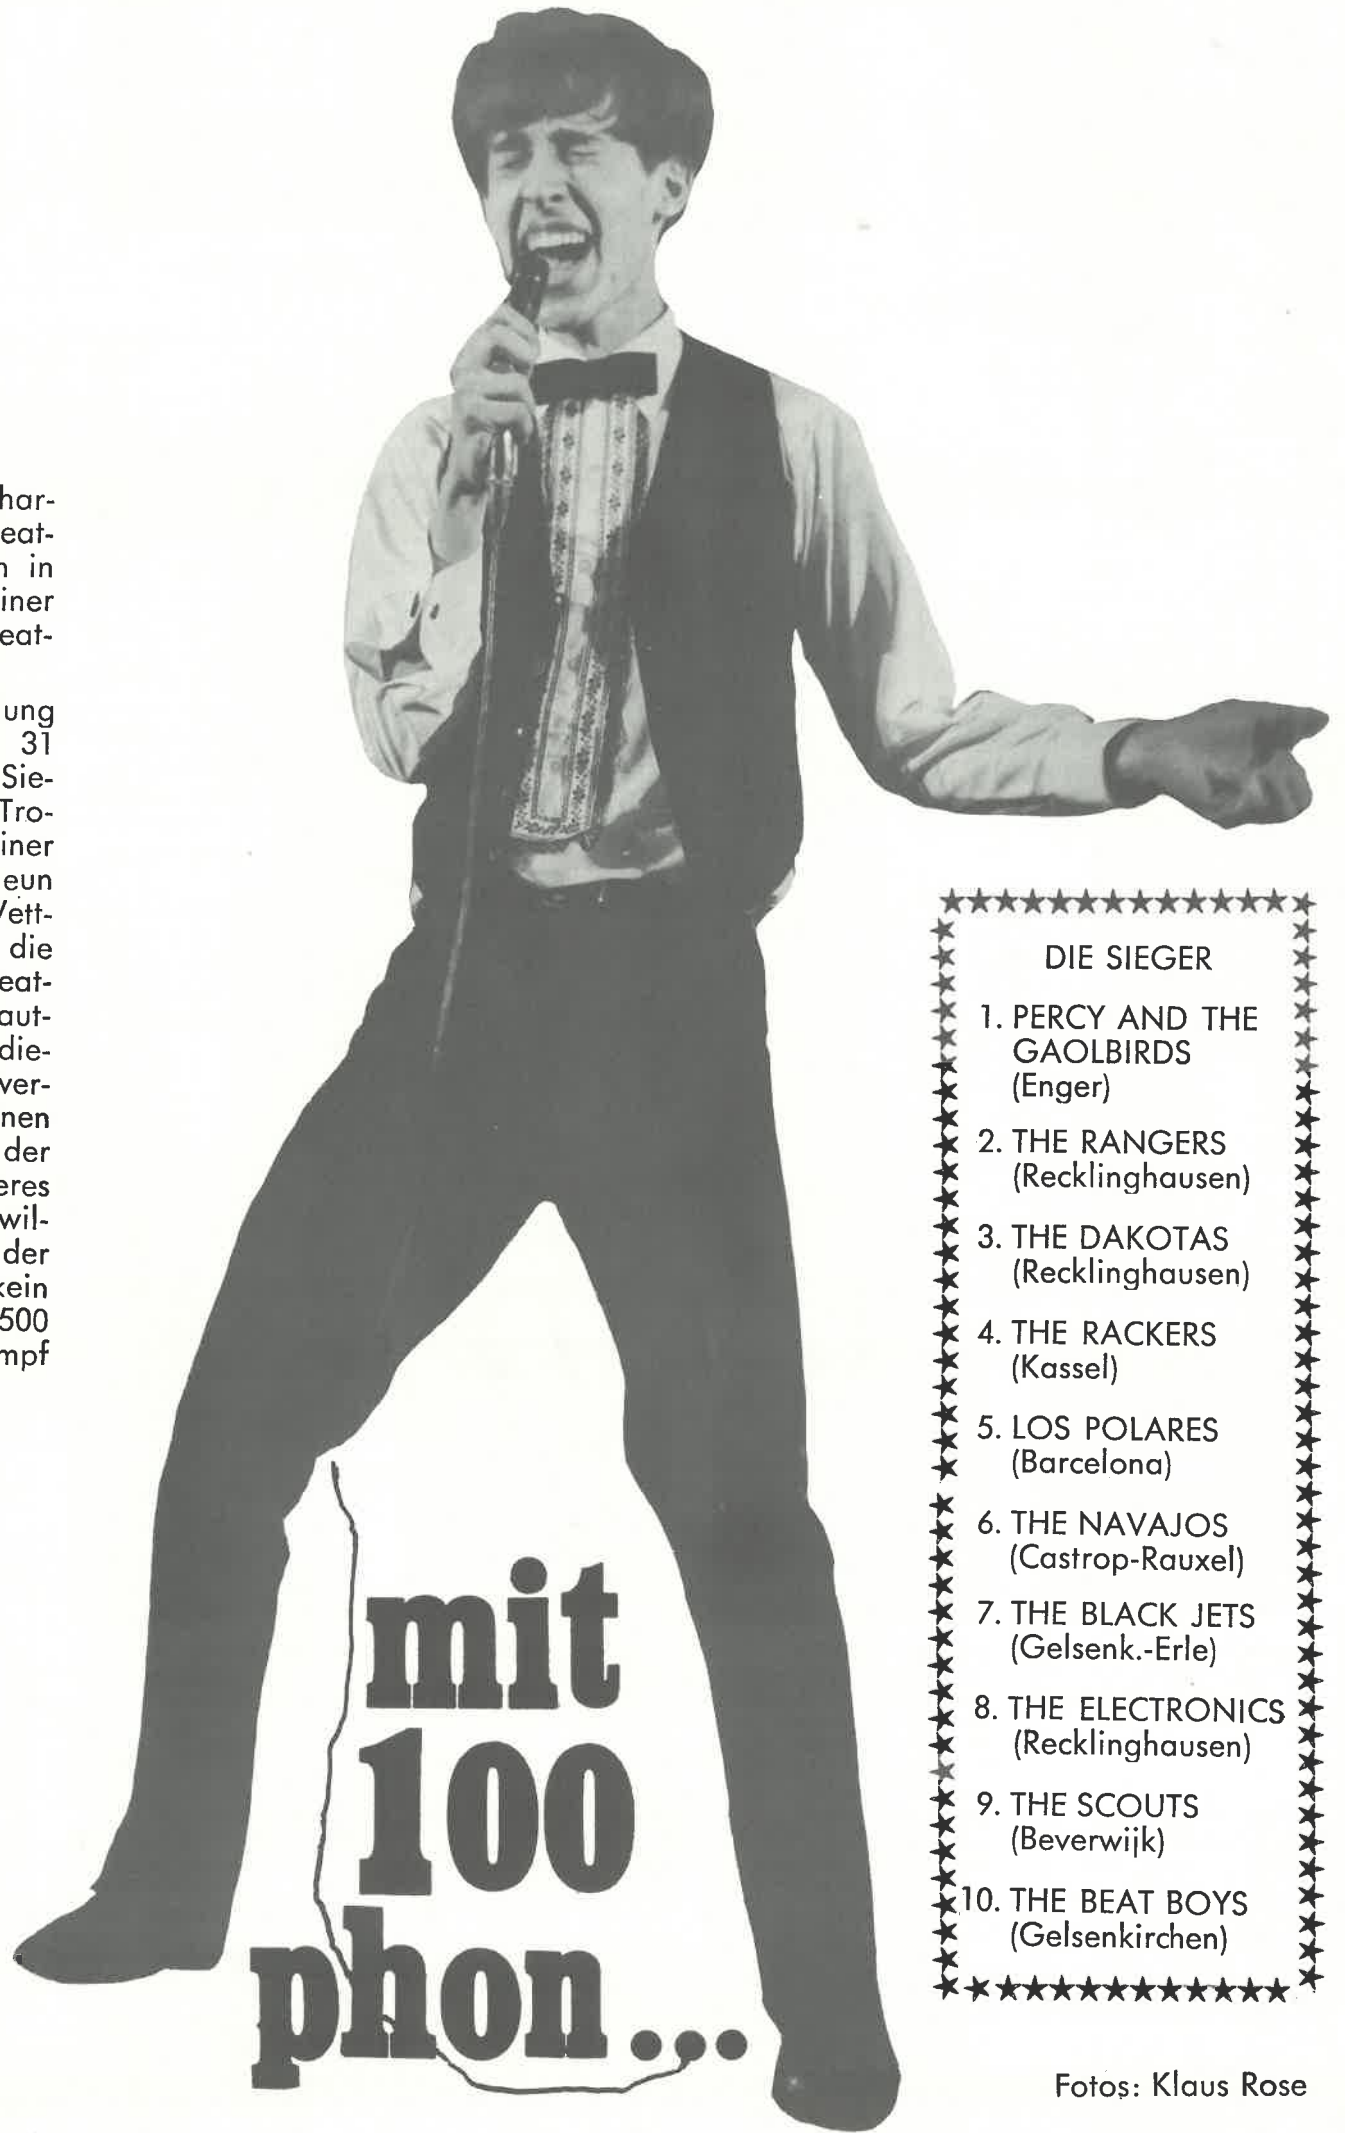 har-
eat-
n in
iner
eat-
ung
31
Sie-
Tro-
iner
eun
Vett-
die
eat-
aut-
die-
ver-
nen
der
eres
wil-
der
kein
500
mpf
mit
100
phon...
DIE SIEGER
1. PERCY AND THE
GAOLBIRDS
(Enger)
2. THE RANGERS
(Recklinghausen)
3. THE DAKOTAS
(Recklinghausen)
4. THE RACKERS
(Kassel)
5. LOS POLARES
(Barcelona)
6. THE NAVAJOS
(Castrop-Rauxel)
7. THE BLACK JETS
(Gelsenk.-Erle)
8. THE ELECTRONICS
(Recklinghausen)
9. THE SCOUTS
(Beverwijk)
10. THE BEAT BOYS
(Gelsenkirchen)
Fotos: Klaus Rose